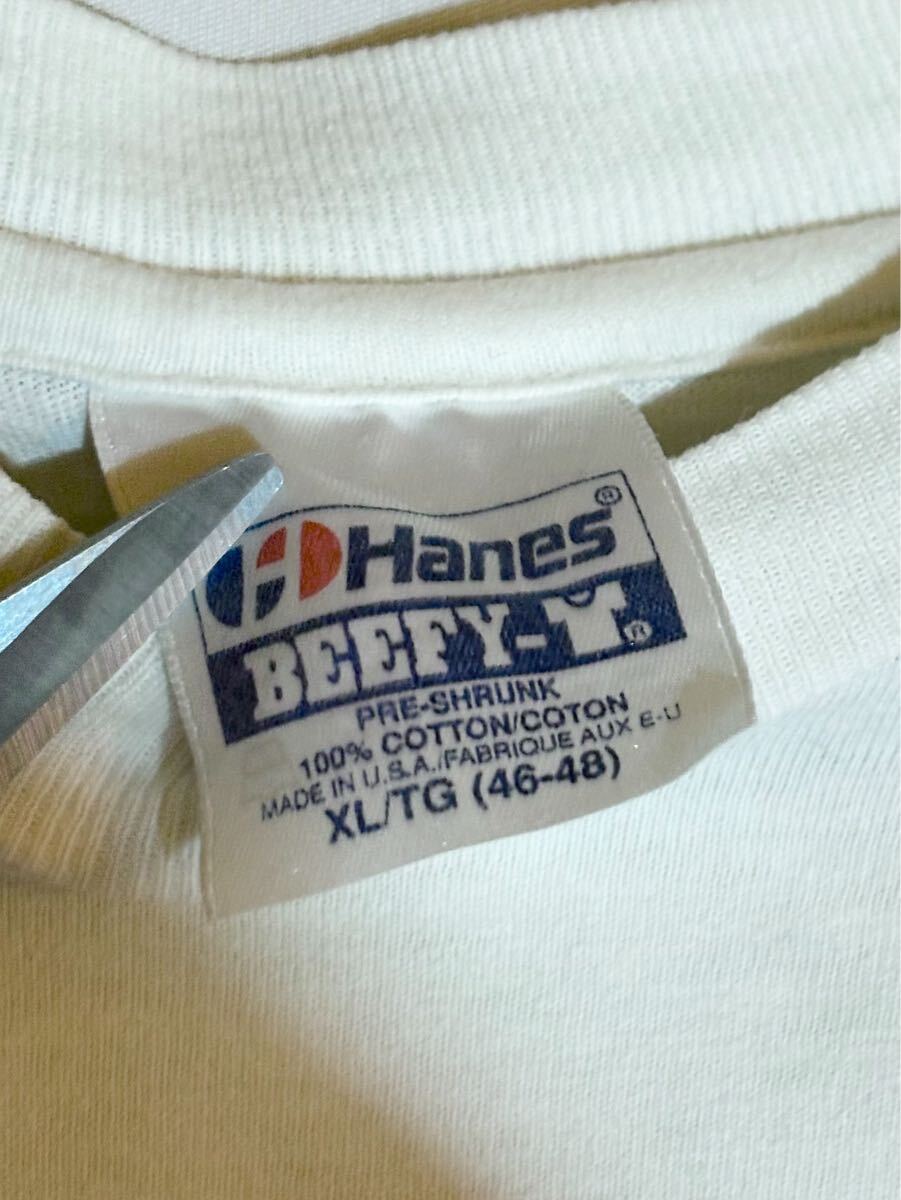 Hanes®
BEEFY-T®
PRE-SHRUNK
100% COTTON/COTON
MADE IN U.S.A./FABRIQUE AUX E-U
XL/TG (46-48)